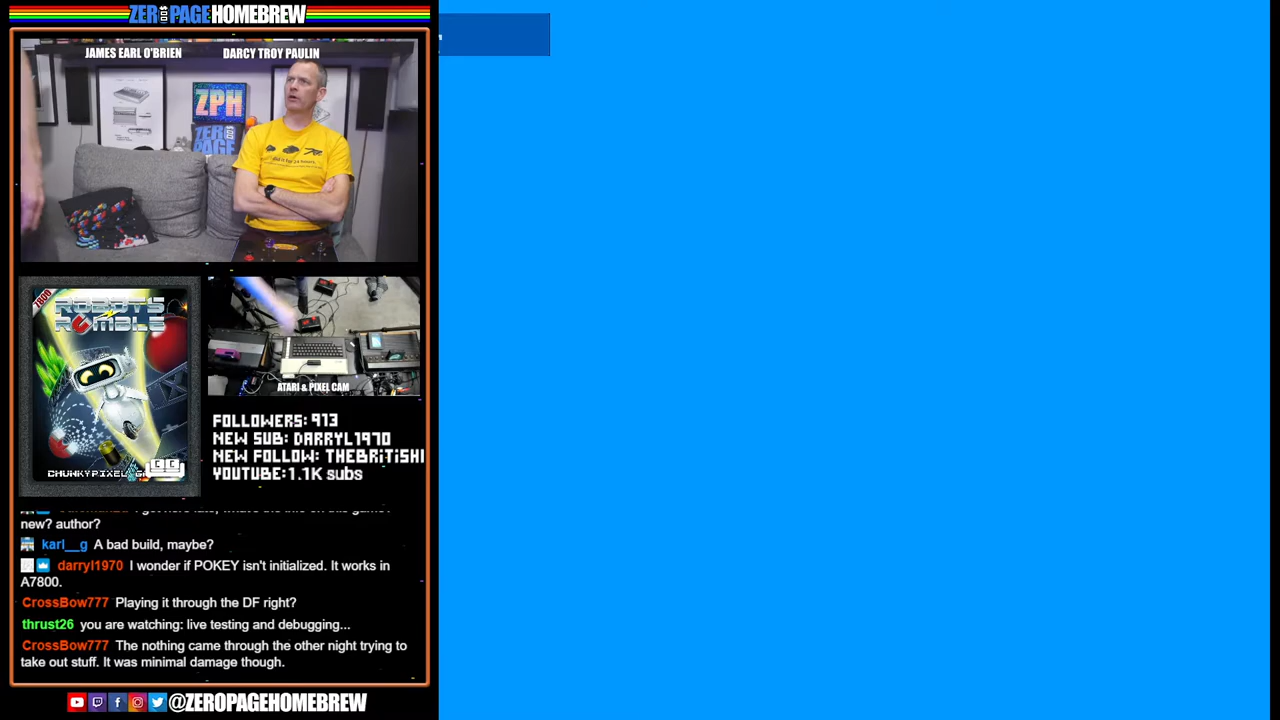 ZEROPAGE HOMEBREW
JAMES EARL O'BRIEN
DARCY TROY PAULIN
ZPH
ZERO
PAGE
7800
ROBOTS
RUMBLE
CHUNKYPIXEL
ATARI & PIXEL CAM
FOLLOWERS: 913
NEW SUB: DARRYL1970
NEW FOLLOW: THEBRITISHI
YOUTUBE: 1.1K subs
new? author?
karl__g A bad build, maybe?
darryl1970 I wonder if POKEY isn't initialized. It works in
A7800.
CrossBow777 Playing it through the DF right?
thrust26 you are watching: live testing and debugging...
CrossBow777 The nothing came through the other night trying to
take out stuff. It was minimal damage though.
@ZEROPAGEHOMEBREW